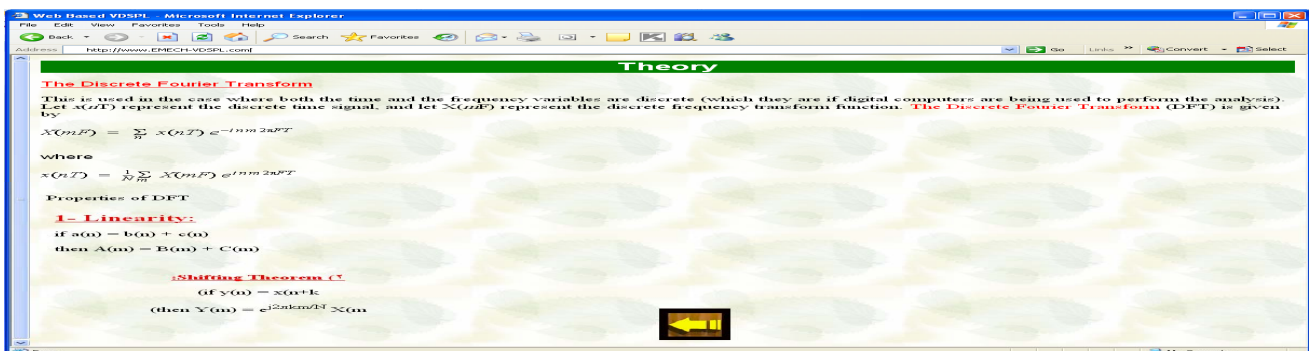 Web Based VDSPL - Microsoft Internet Explorer
File Edit View Favorites Tools Help
Back Search Favorites
Address http://www.EMECH-VDSPL.com[ Go Links Convert Select
Theory
The Discrete Fourier Transform
This is used in the case where both the time and the frequency variables are discrete (which they are if digital computers are being used to perform the analysis).
Let x(nT) represent the discrete time signal, and let X(mF) represent the discrete frequency transform function. The Discrete Fourier Transform (DFT) is given
by
X(mF) = Σn x(nT) e^−inm2πFT
where
x(nT) = 1/N Σm X(mF) e^inm2πFT
Properties of DFT
1- Linearity:
if a(n) = b(n) + c(n)
then A(m) = B(m) + C(m)
:Shifting Theorem (٢
(if y(n) = x(n+k
(then Y(m) = e^j2πkm/N X(m